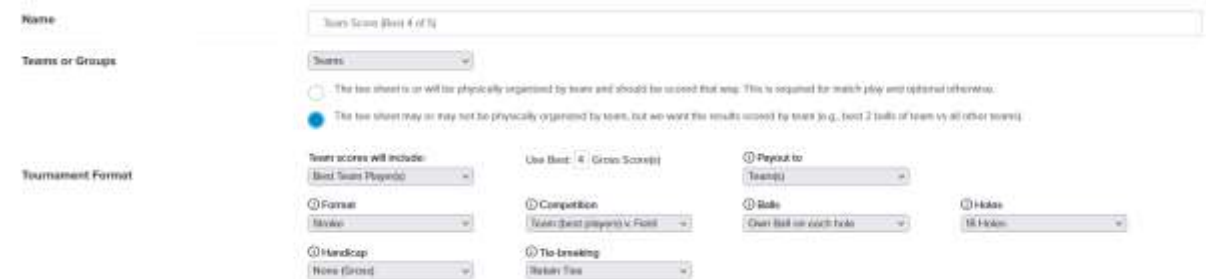 Name
Team Score (Best 4 of 5)
Teams or Groups
Teams
The tee sheet is or will be physically organized by team and should be scored that way. This is required for match play and optional otherwise.
The tee sheet may or may not be physically organized by team, but we want the results scored by team (e.g., best 2 balls of team vs all other teams).
Tournament Format
Team scores will include:
Best Team Player(s)
Use Best: 4 Gross Score(s)
Payout to
Team(s)
Format
Stroke
Competition
Team (best players) v. Field
Balls
Own Ball on each hole
Holes
18 Holes
Handicap
None (Gross)
Tie-breaking
Retain Ties